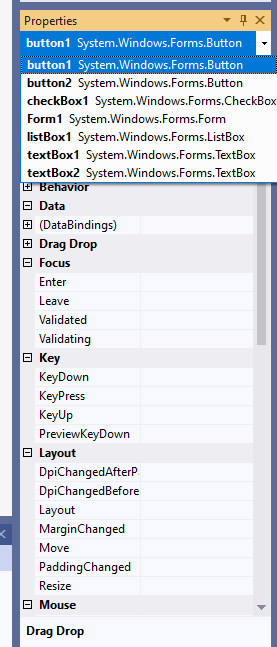 Properties
button1 System.Windows.Forms.Button
button1 System.Windows.Forms.Button
button2 System.Windows.Forms.Button
checkBox1 System.Windows.Forms.CheckBox
Form1 System.Windows.Forms.Form
listBox1 System.Windows.Forms.ListBox
textBox1 System.Windows.Forms.TextBox
textBox2 System.Windows.Forms.TextBox
Behavior
Data
(DataBindings)
Drag Drop
Focus
Enter
Leave
Validated
Validating
Key
KeyDown
KeyPress
KeyUp
PreviewKeyDown
Layout
DpiChangedAfterP
DpiChangedBefore
Layout
MarginChanged
Move
PaddingChanged
Resize
Mouse
Drag Drop